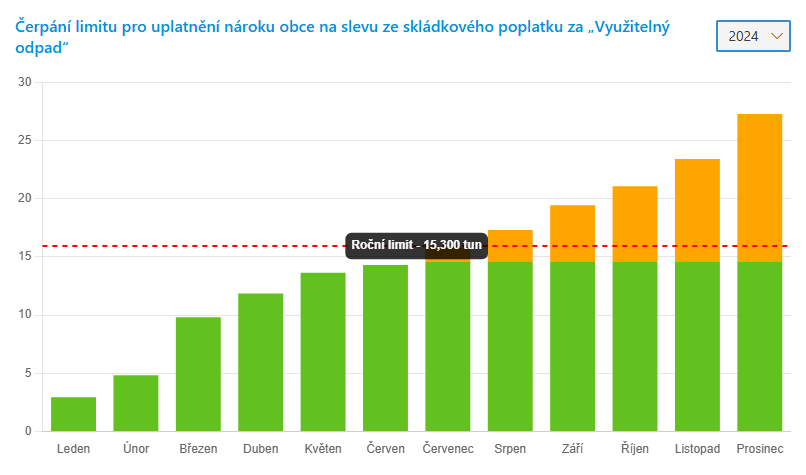 Čerpání limitu pro uplatnění nároku obce na slevu ze skládkového poplatku za „Využitelný
odpad“
2024
30
25
20
15
10
5
0
Roční limit - 15,300 tun
Leden Únor Březen Duben Květen Červen Červenec Srpen Září Říjen Listopad Prosinec